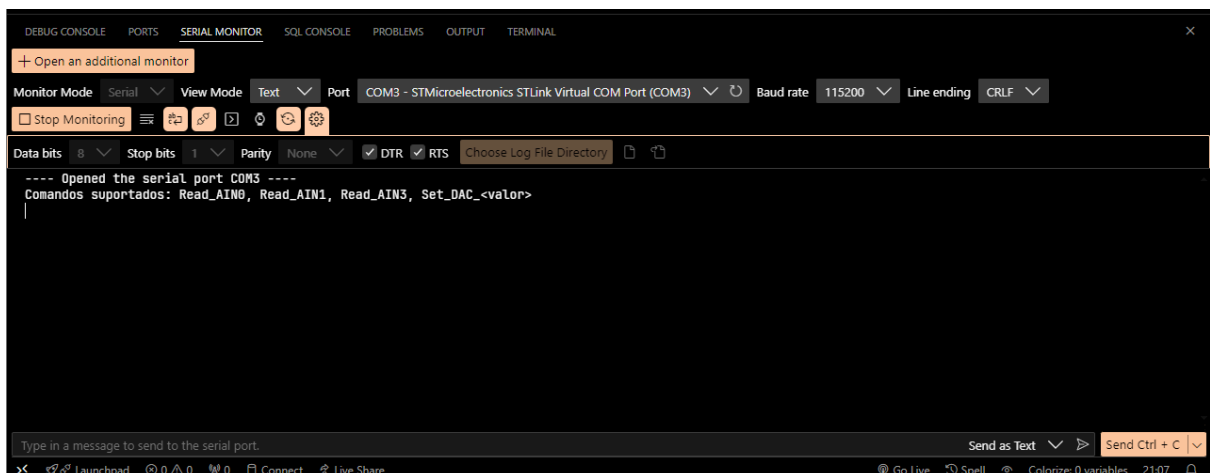 DEBUG CONSOLE PORTS SERIAL MONITOR SQL CONSOLE PROBLEMS OUTPUT TERMINAL
+ Open an additional monitor
Monitor Mode Serial View Mode Text Port COM3 - STMicroelectronics STLink Virtual COM Port (COM3) Baud rate 115200 Line ending CRLF
Stop Monitoring
Data bits 8 Stop bits 1 Parity None DTR RTS Choose Log File Directory
---- Opened the serial port COM3 ----
Comandos suportados: Read_AIN0, Read_AIN1, Read_AIN3, Set_DAC_<valor>
Type in a message to send to the serial port. Send as Text Send Ctrl + C
Launchpad 0 0 0 Connect Live Share Go Live Spell Colorize: 0 variables 21:07